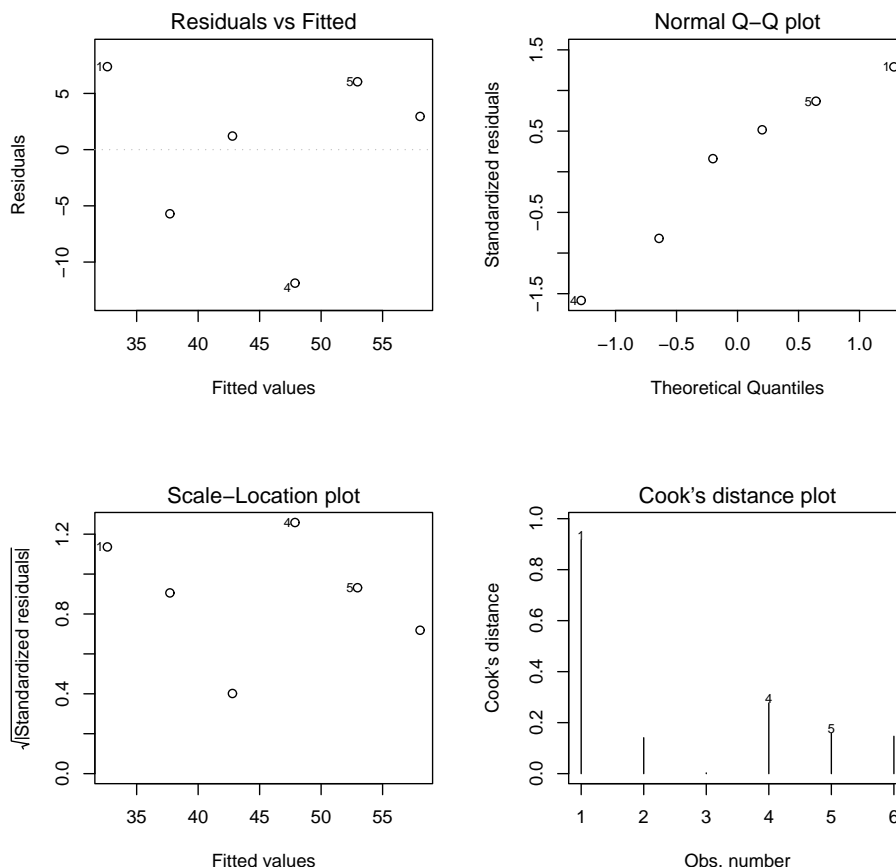 Residuals vs Fitted
Residuals
5
0
−5
−10
1
5
4
35 40 45 50 55
Fitted values
Normal Q−Q plot
Standardized residuals
1.5
0.5
−0.5
−1.5
1
5
4
−1.0 −0.5 0.0 0.5 1.0
Theoretical Quantiles
Scale−Location plot
√|Standardized residuals|
1.2
0.8
0.4
0.0
4
1
5
35 40 45 50 55
Fitted values
Cook's distance plot
Cook's distance
1.0
0.8
0.6
0.4
0.2
0.0
1
4
5
1 2 3 4 5 6
Obs. number